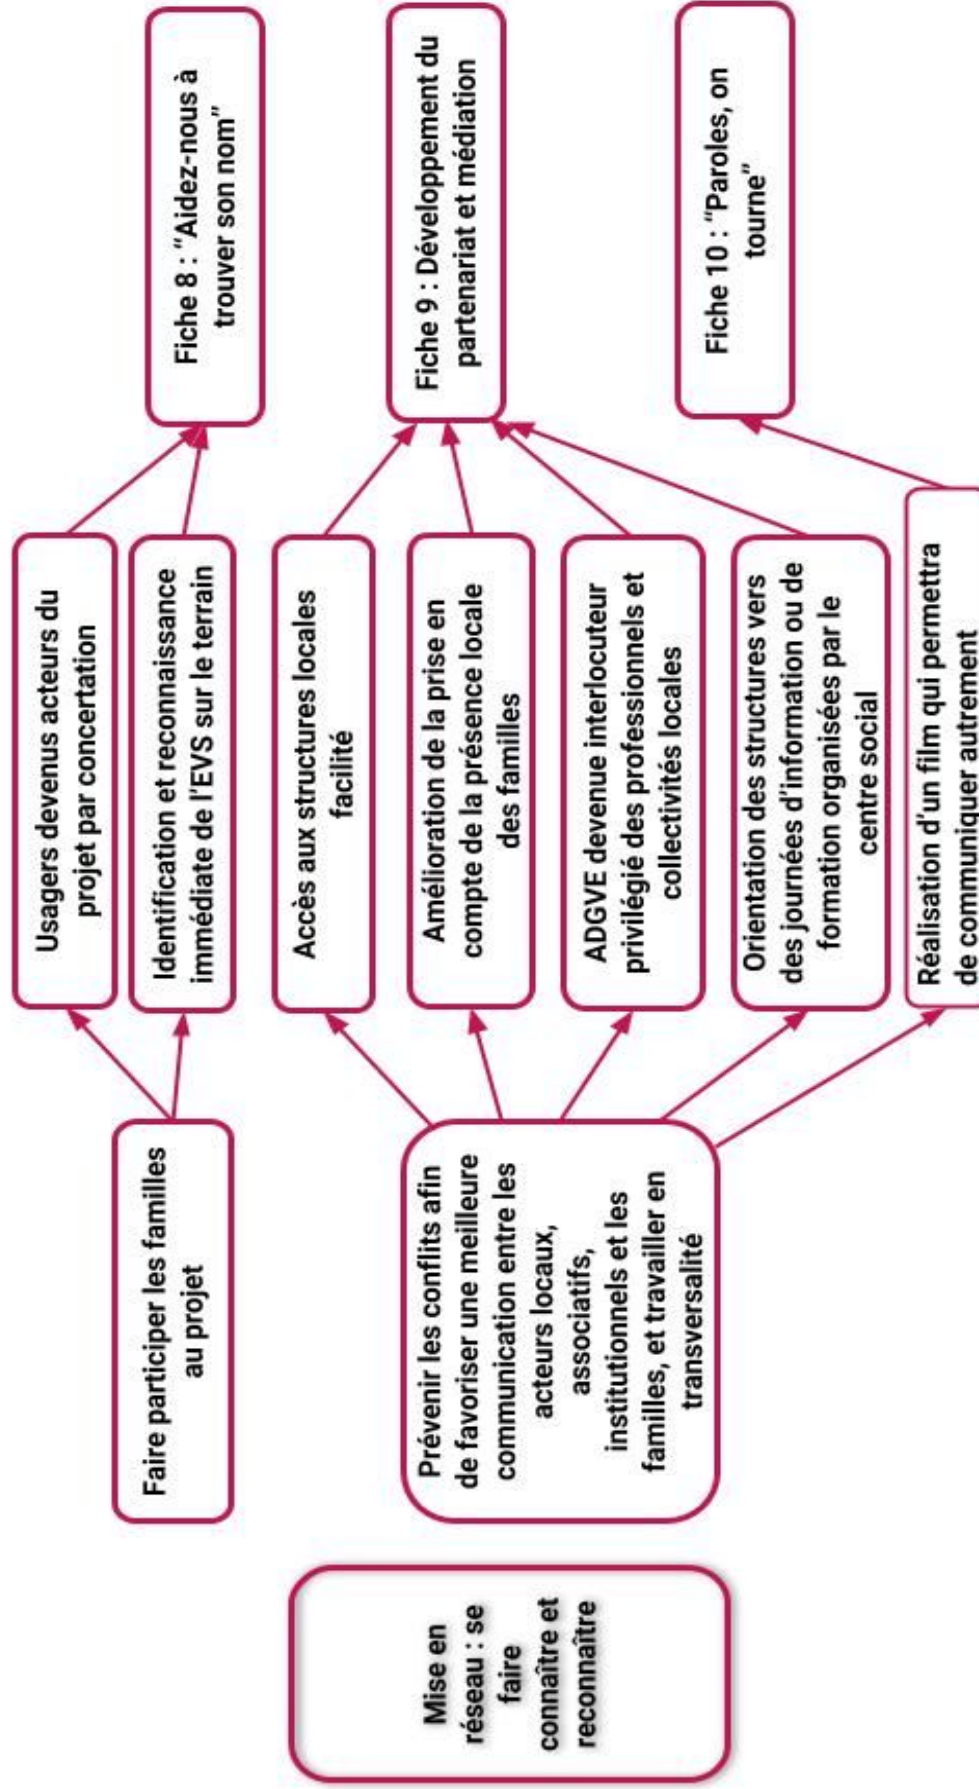 Mise en
réseau : se
faire
connaître et
reconnaître
Faire participer les familles
au projet
Prévenir les conflits afin
de favoriser une meilleure
communication entre les
acteurs locaux,
associatifs,
institutionnels et les
familles, et travailler en
transversalité
Usagers devenus acteurs du
projet par concertation
Identification et reconnaissance
immédiate de l'EVS sur le terrain
Accès aux structures locales
facilité
Amélioration de la prise en
compte de la présence locale
des familles
ADGVE devenue interlocuteur
privilégié des professionnels et
collectivités locales
Orientation des structures vers
des journées d'information ou de
formation organisées par le
centre social
Réalisation d'un film qui permettra
de communiquer autrement
Fiche 8 : "Aidez-nous à
trouver son nom"
Fiche 9 : Développement du
partenariat et médiation
Fiche 10 : "Paroles, on
tourne"